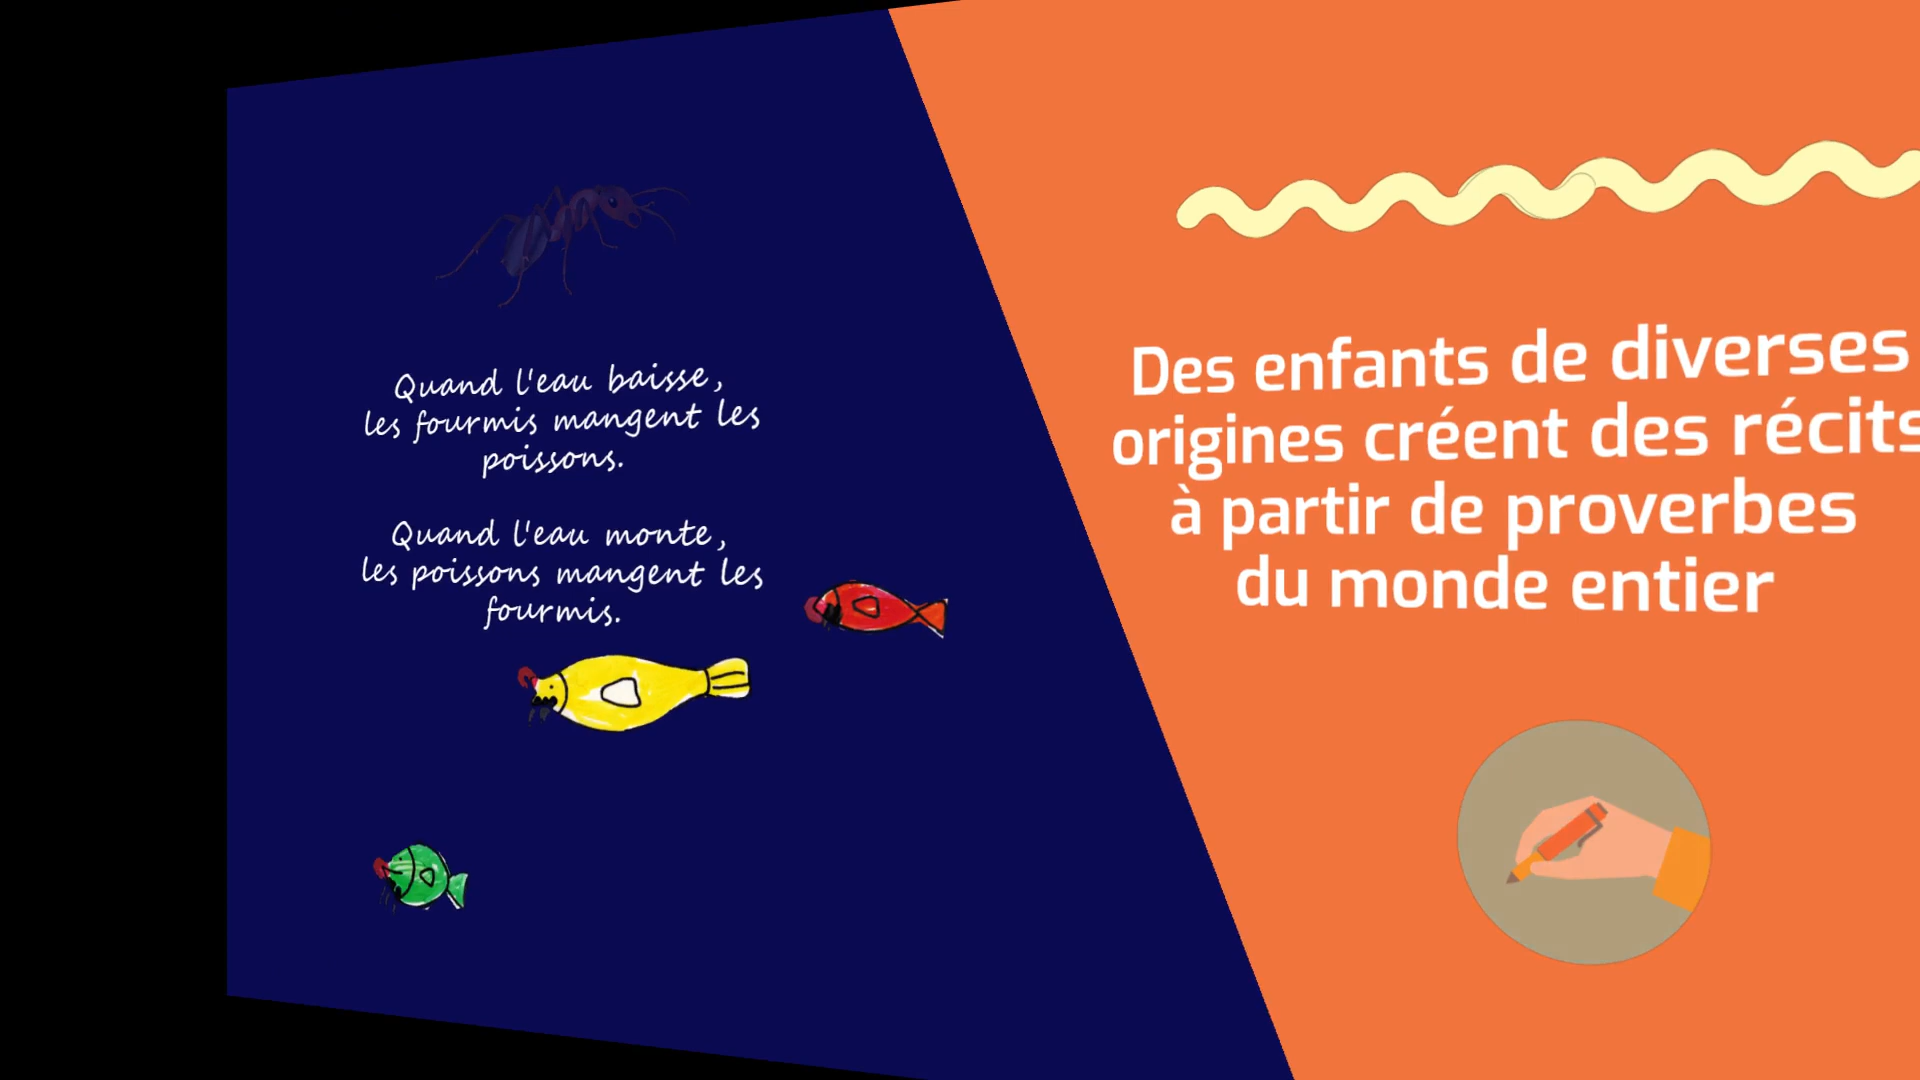 Quand l'eau baisse,
les fourmis mangent les
poissons.
Quand l'eau monte,
les poissons mangent les
fourmis.
Des enfants de diverses
origines créent des récits
à partir de proverbes
du monde entier